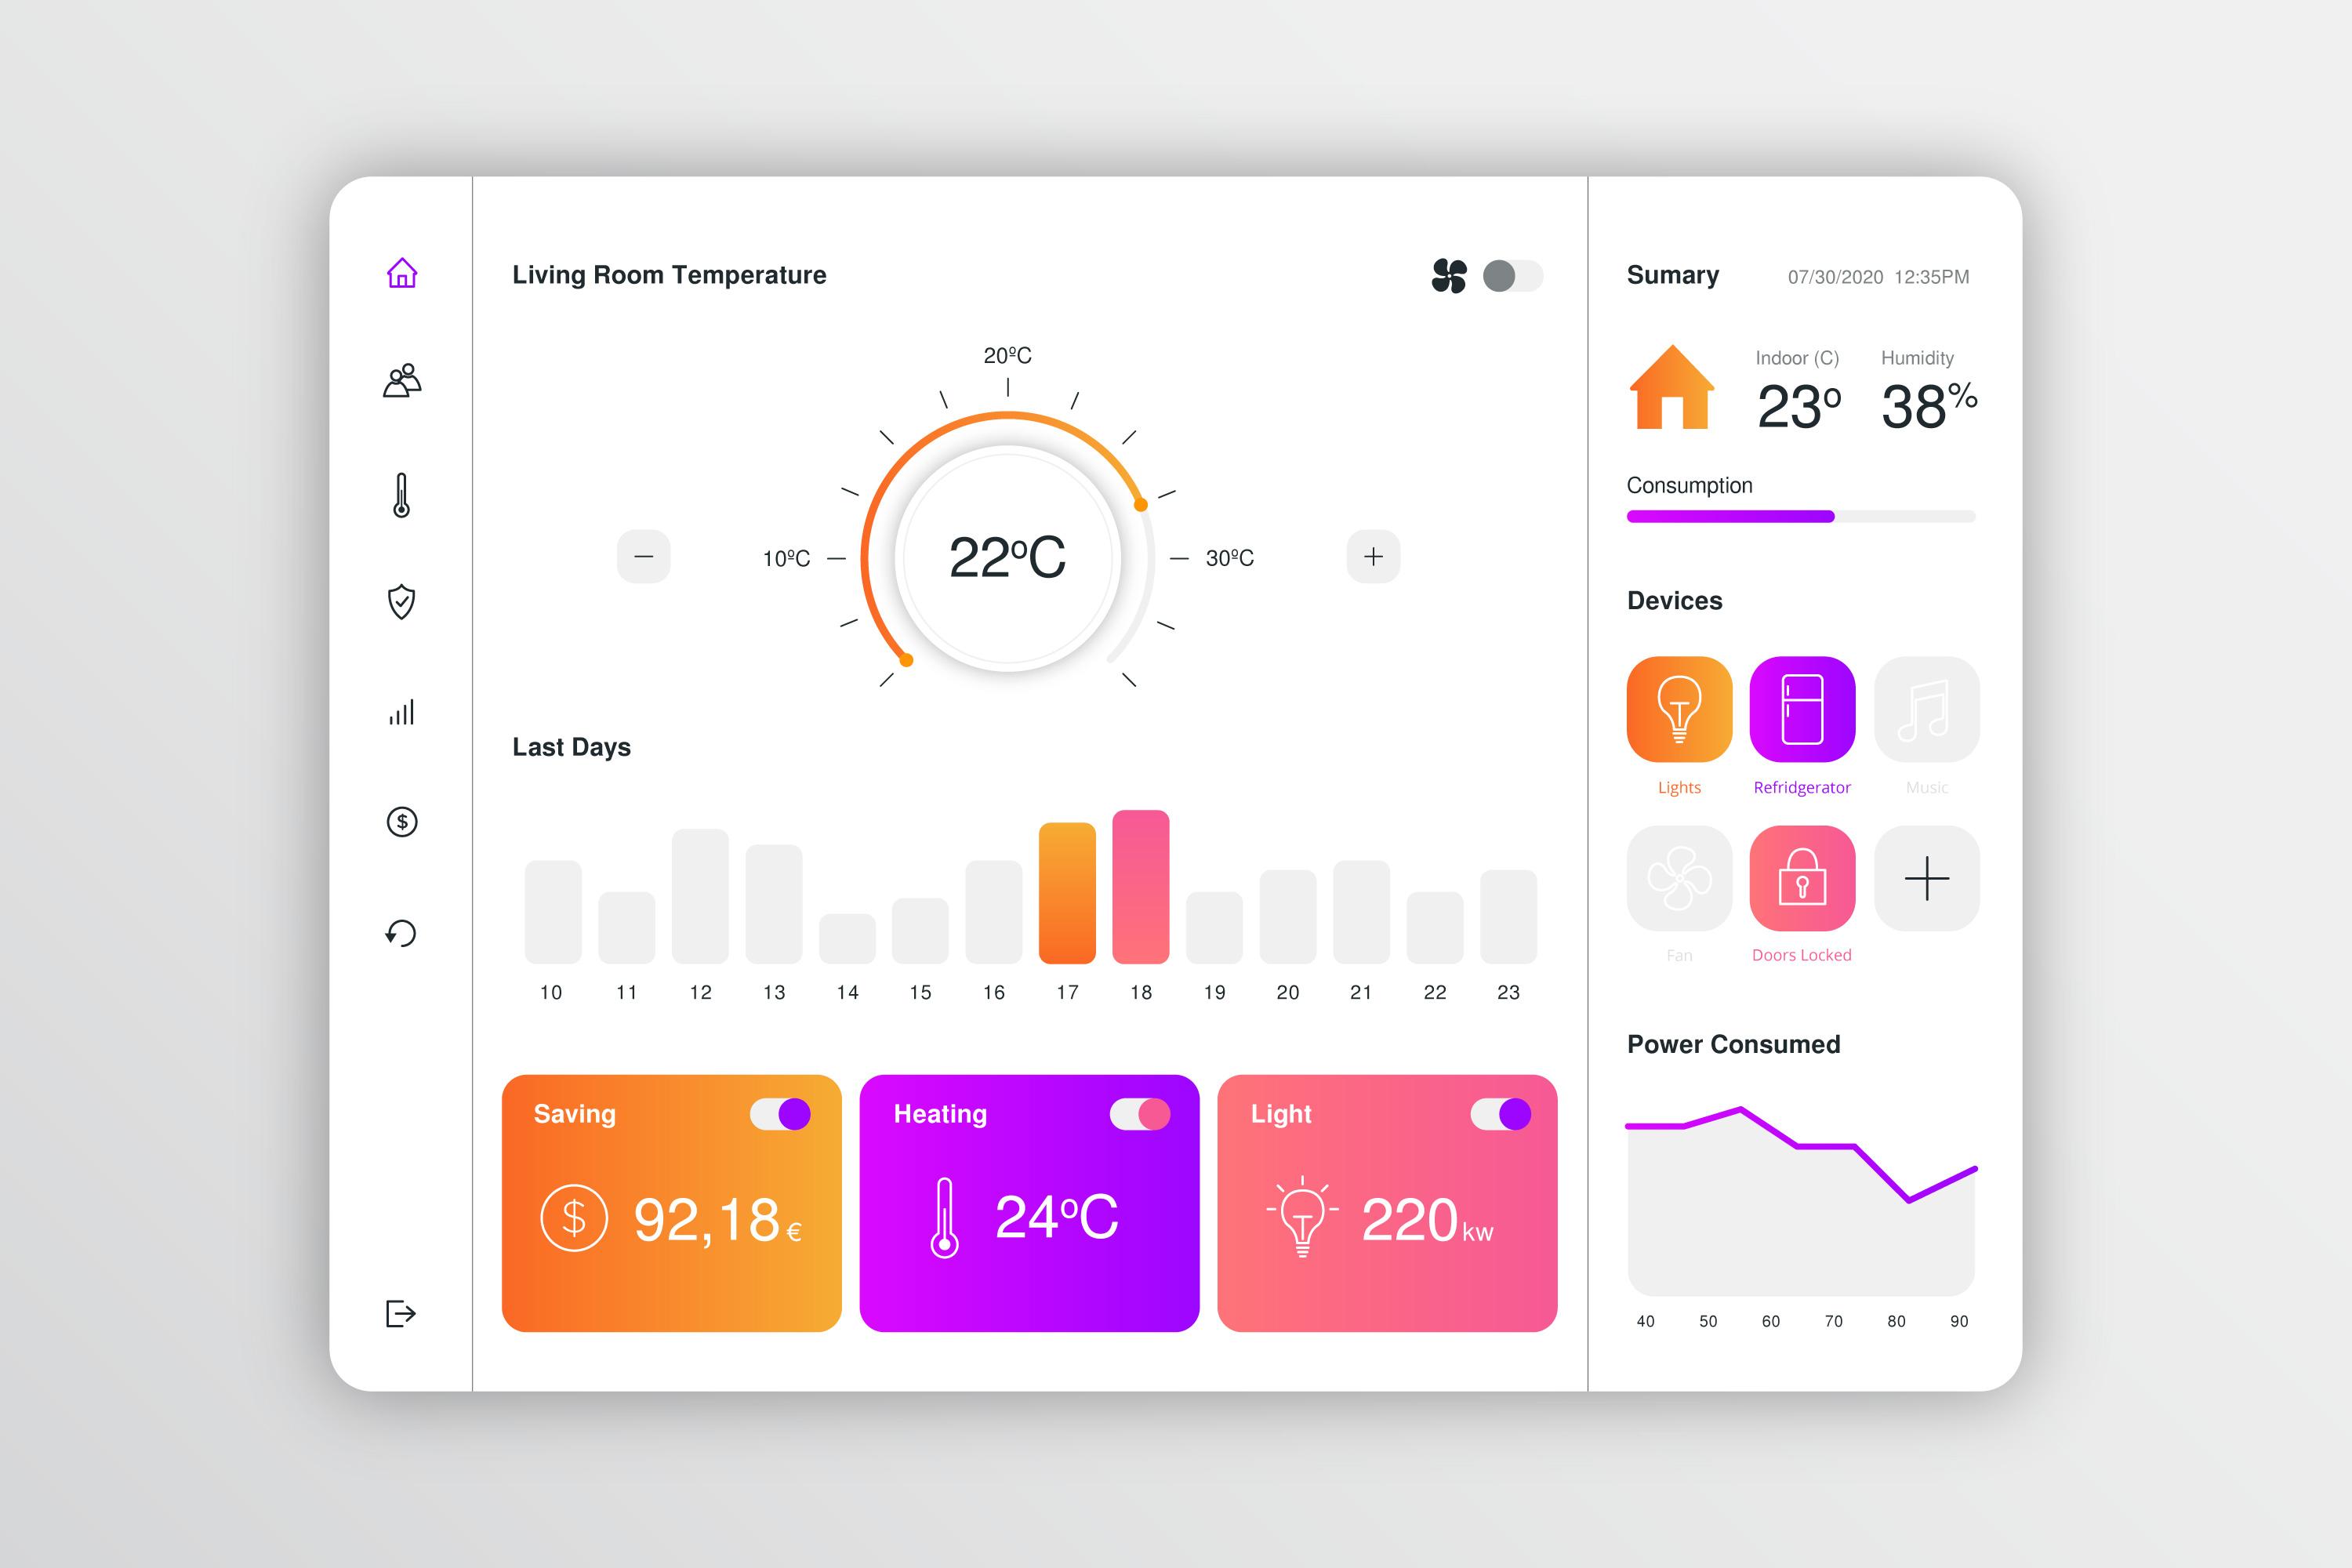 Living Room Temperature
20ºC
10ºC
22ºC
30ºC
Last Days
10 11 12 13 14 15 16 17 18 19 20 21 22 23
Saving
$ 92,18 €
Heating
24ºC
Light
220 kw
Sumary 07/30/2020 12:35PM
Indoor (C) Humidity
23º 38%
Consumption
Devices
Lights Refridgerator Music
Fan Doors Locked
Power Consumed
40 50 60 70 80 90